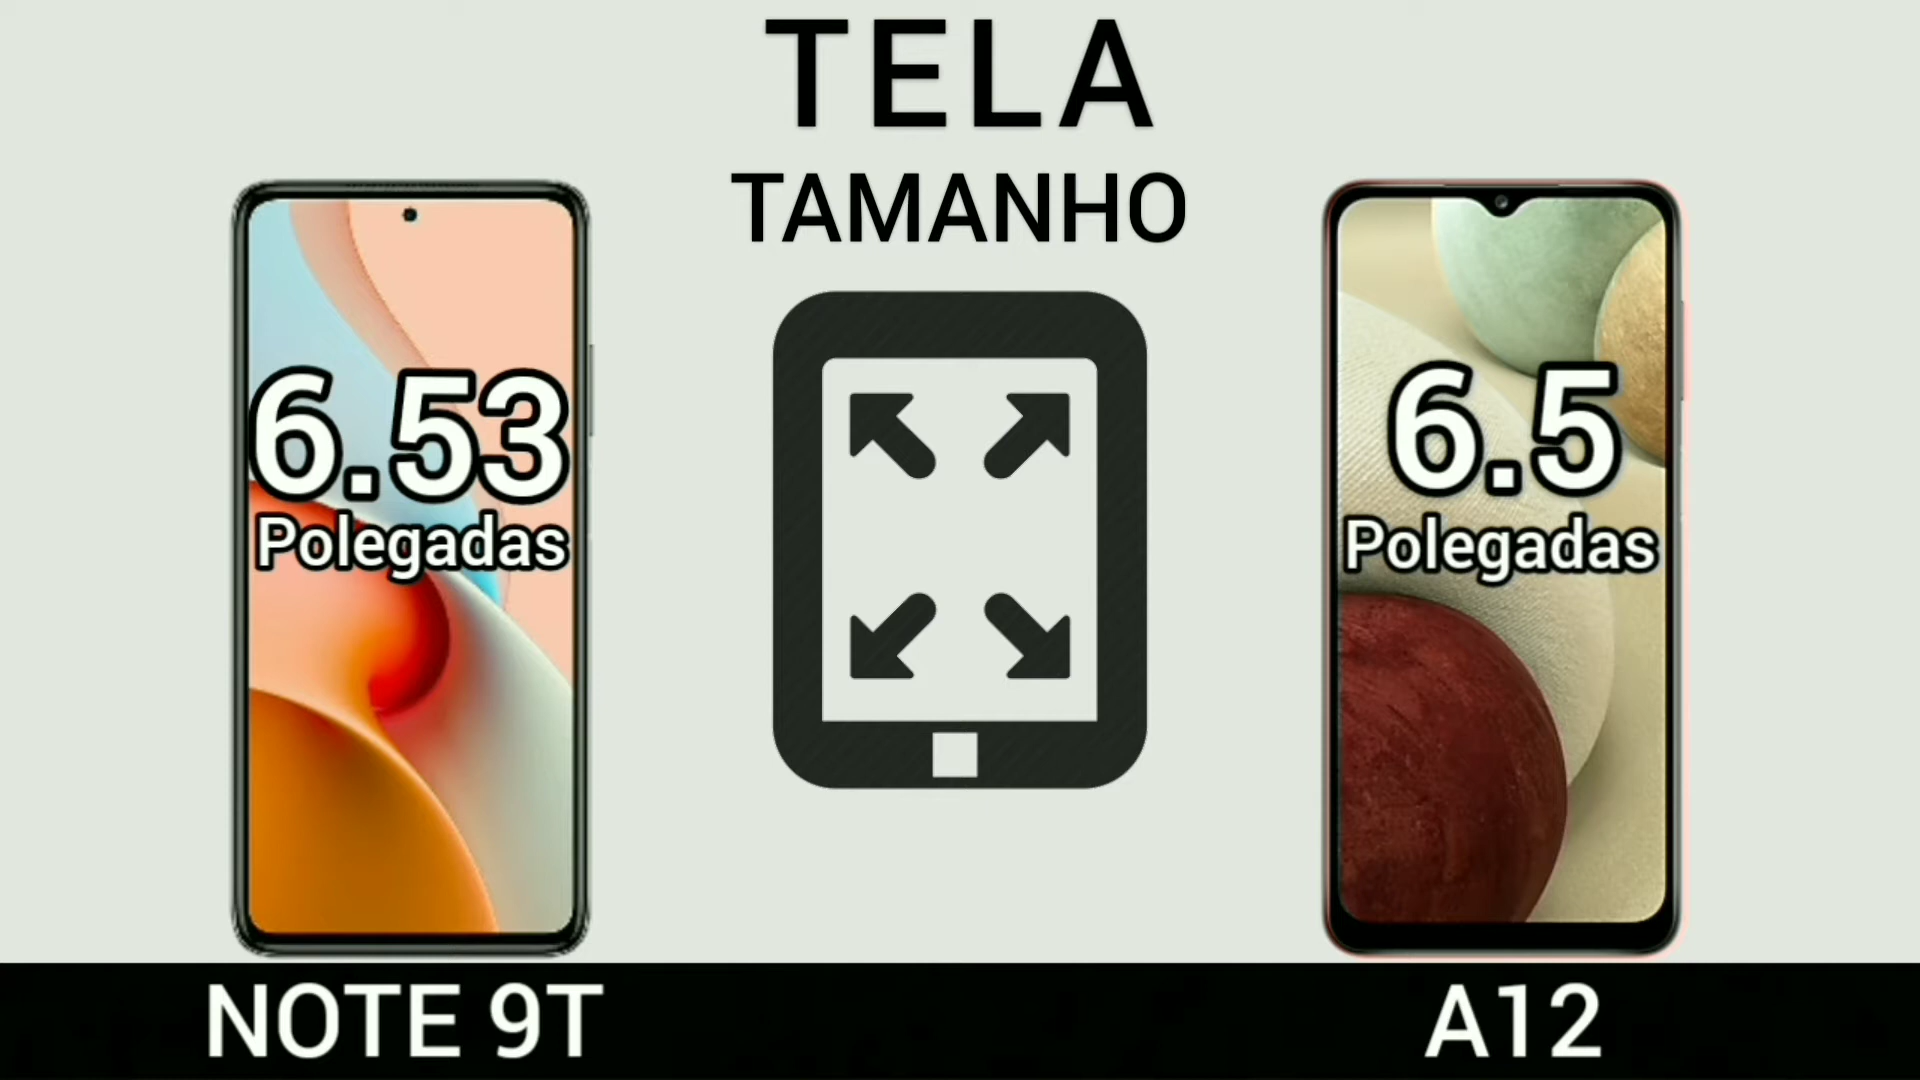 TELA
TAMANHO
6.53
Polegadas
6.5
Polegadas
NOTE 9T
A12